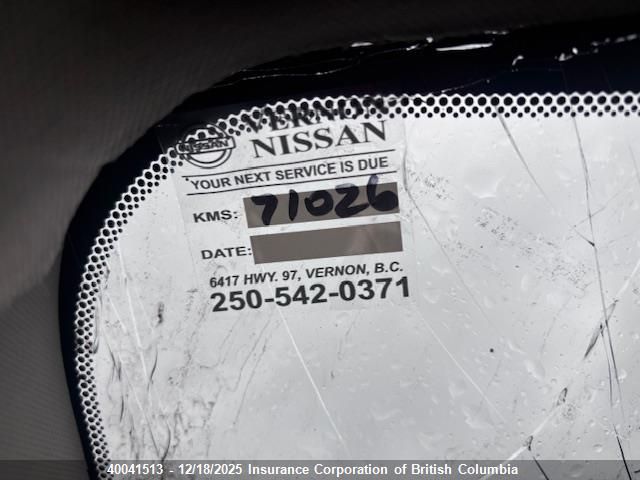 VERNON
NISSAN
NISSAN
YOUR NEXT SERVICE IS DUE
KMS: 71026
DATE:
6417 HWY. 97, VERNON, B.C.
250-542-0371
40041513 - 12/18/2025 Insurance Corporation of British Columbia